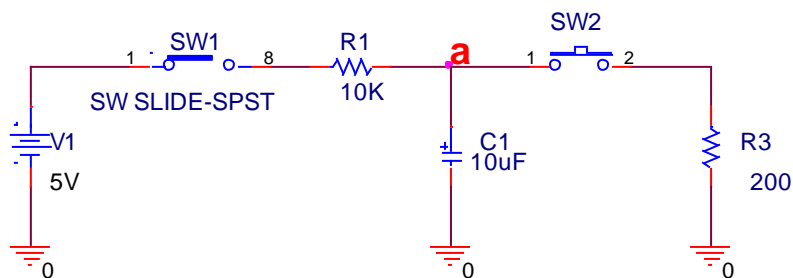 SW1
1
8
SW SLIDE-SPST
R1
10K
a
SW2
1
2
V1
5V
C1
10uF
R3
200
0
0
0